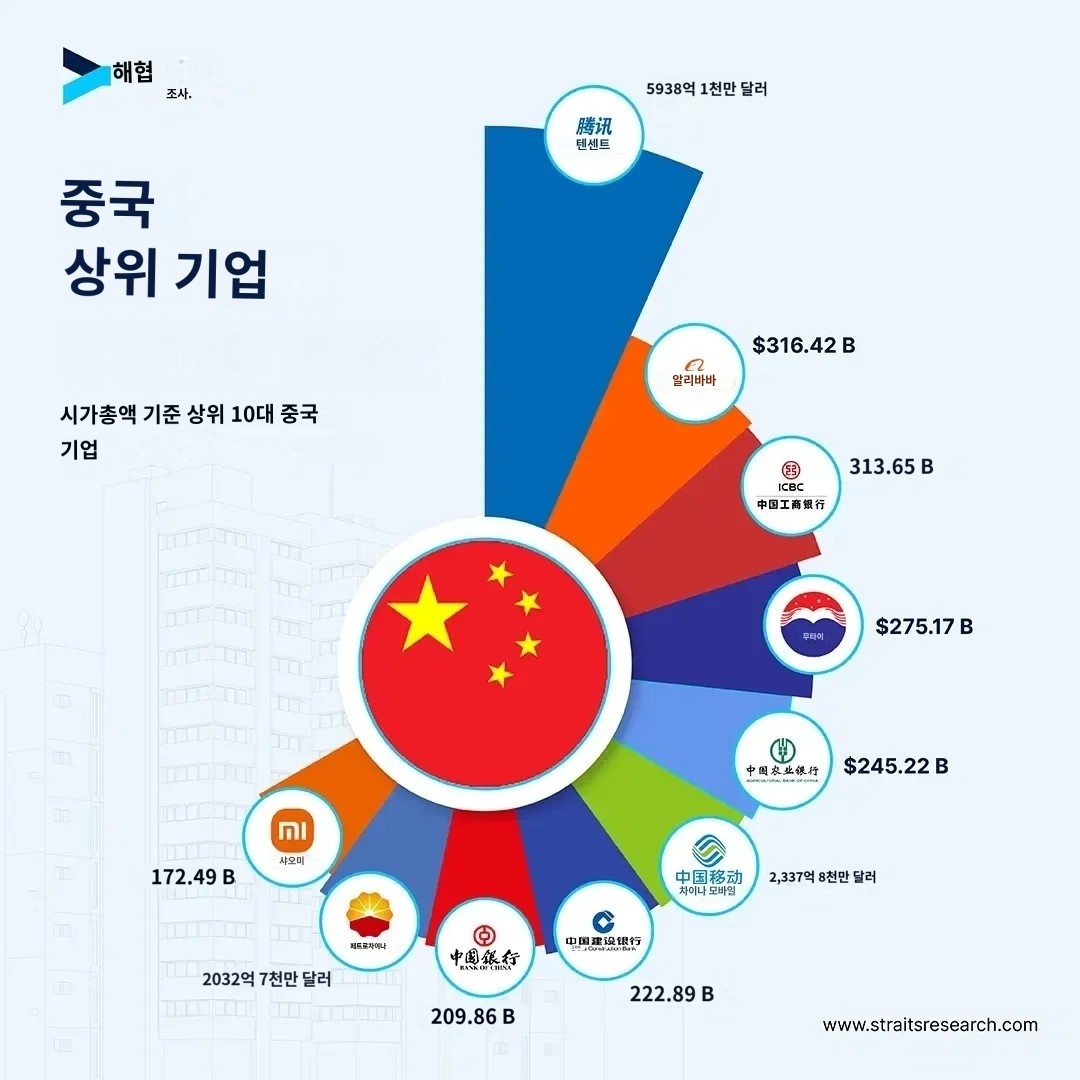 해협
조사.
중국
상위 기업
시가총액 기준 상위 10대 중국
기업
腾讯
텐센트
5938억 1천만 달러
알리바바
$316.42 B
ICBC
中国工商银行
313.65 B
무타이
$275.17 B
中国农业银行
AGRICULTURAL BANK OF CHINA
$245.22 B
中国移动
차이나 모바일
2,337억 8천만 달러
中国建设银行
Construction Bank
222.89 B
中国银行
BANK OF CHINA
209.86 B
페트로차이나
2032억 7천만 달러
샤오미
172.49 B
www.straitsresearch.com